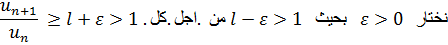 نختار ε > 0 بحيث l − ε > 1 من .اجل .كل . u_{n+1}/u_n ≥ l + ε > 1